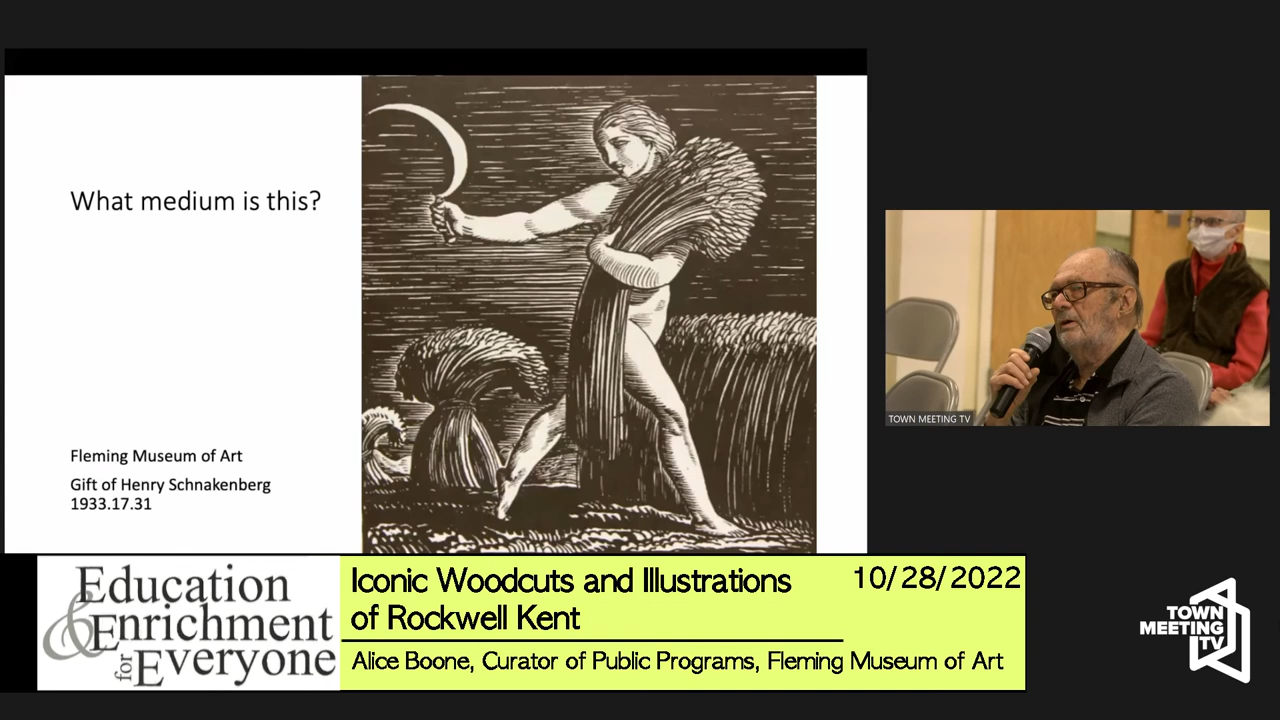 What medium is this?
Fleming Museum of Art
Gift of Henry Schnakenberg
1933.17.31
TOWN MEETING TV
Education
& Enrichment
for Everyone
Iconic Woodcuts and Illustrations
of Rockwell Kent
10/28/2022
Alice Boone, Curator of Public Programs, Fleming Museum of Art
TOWN
MEETING
TV